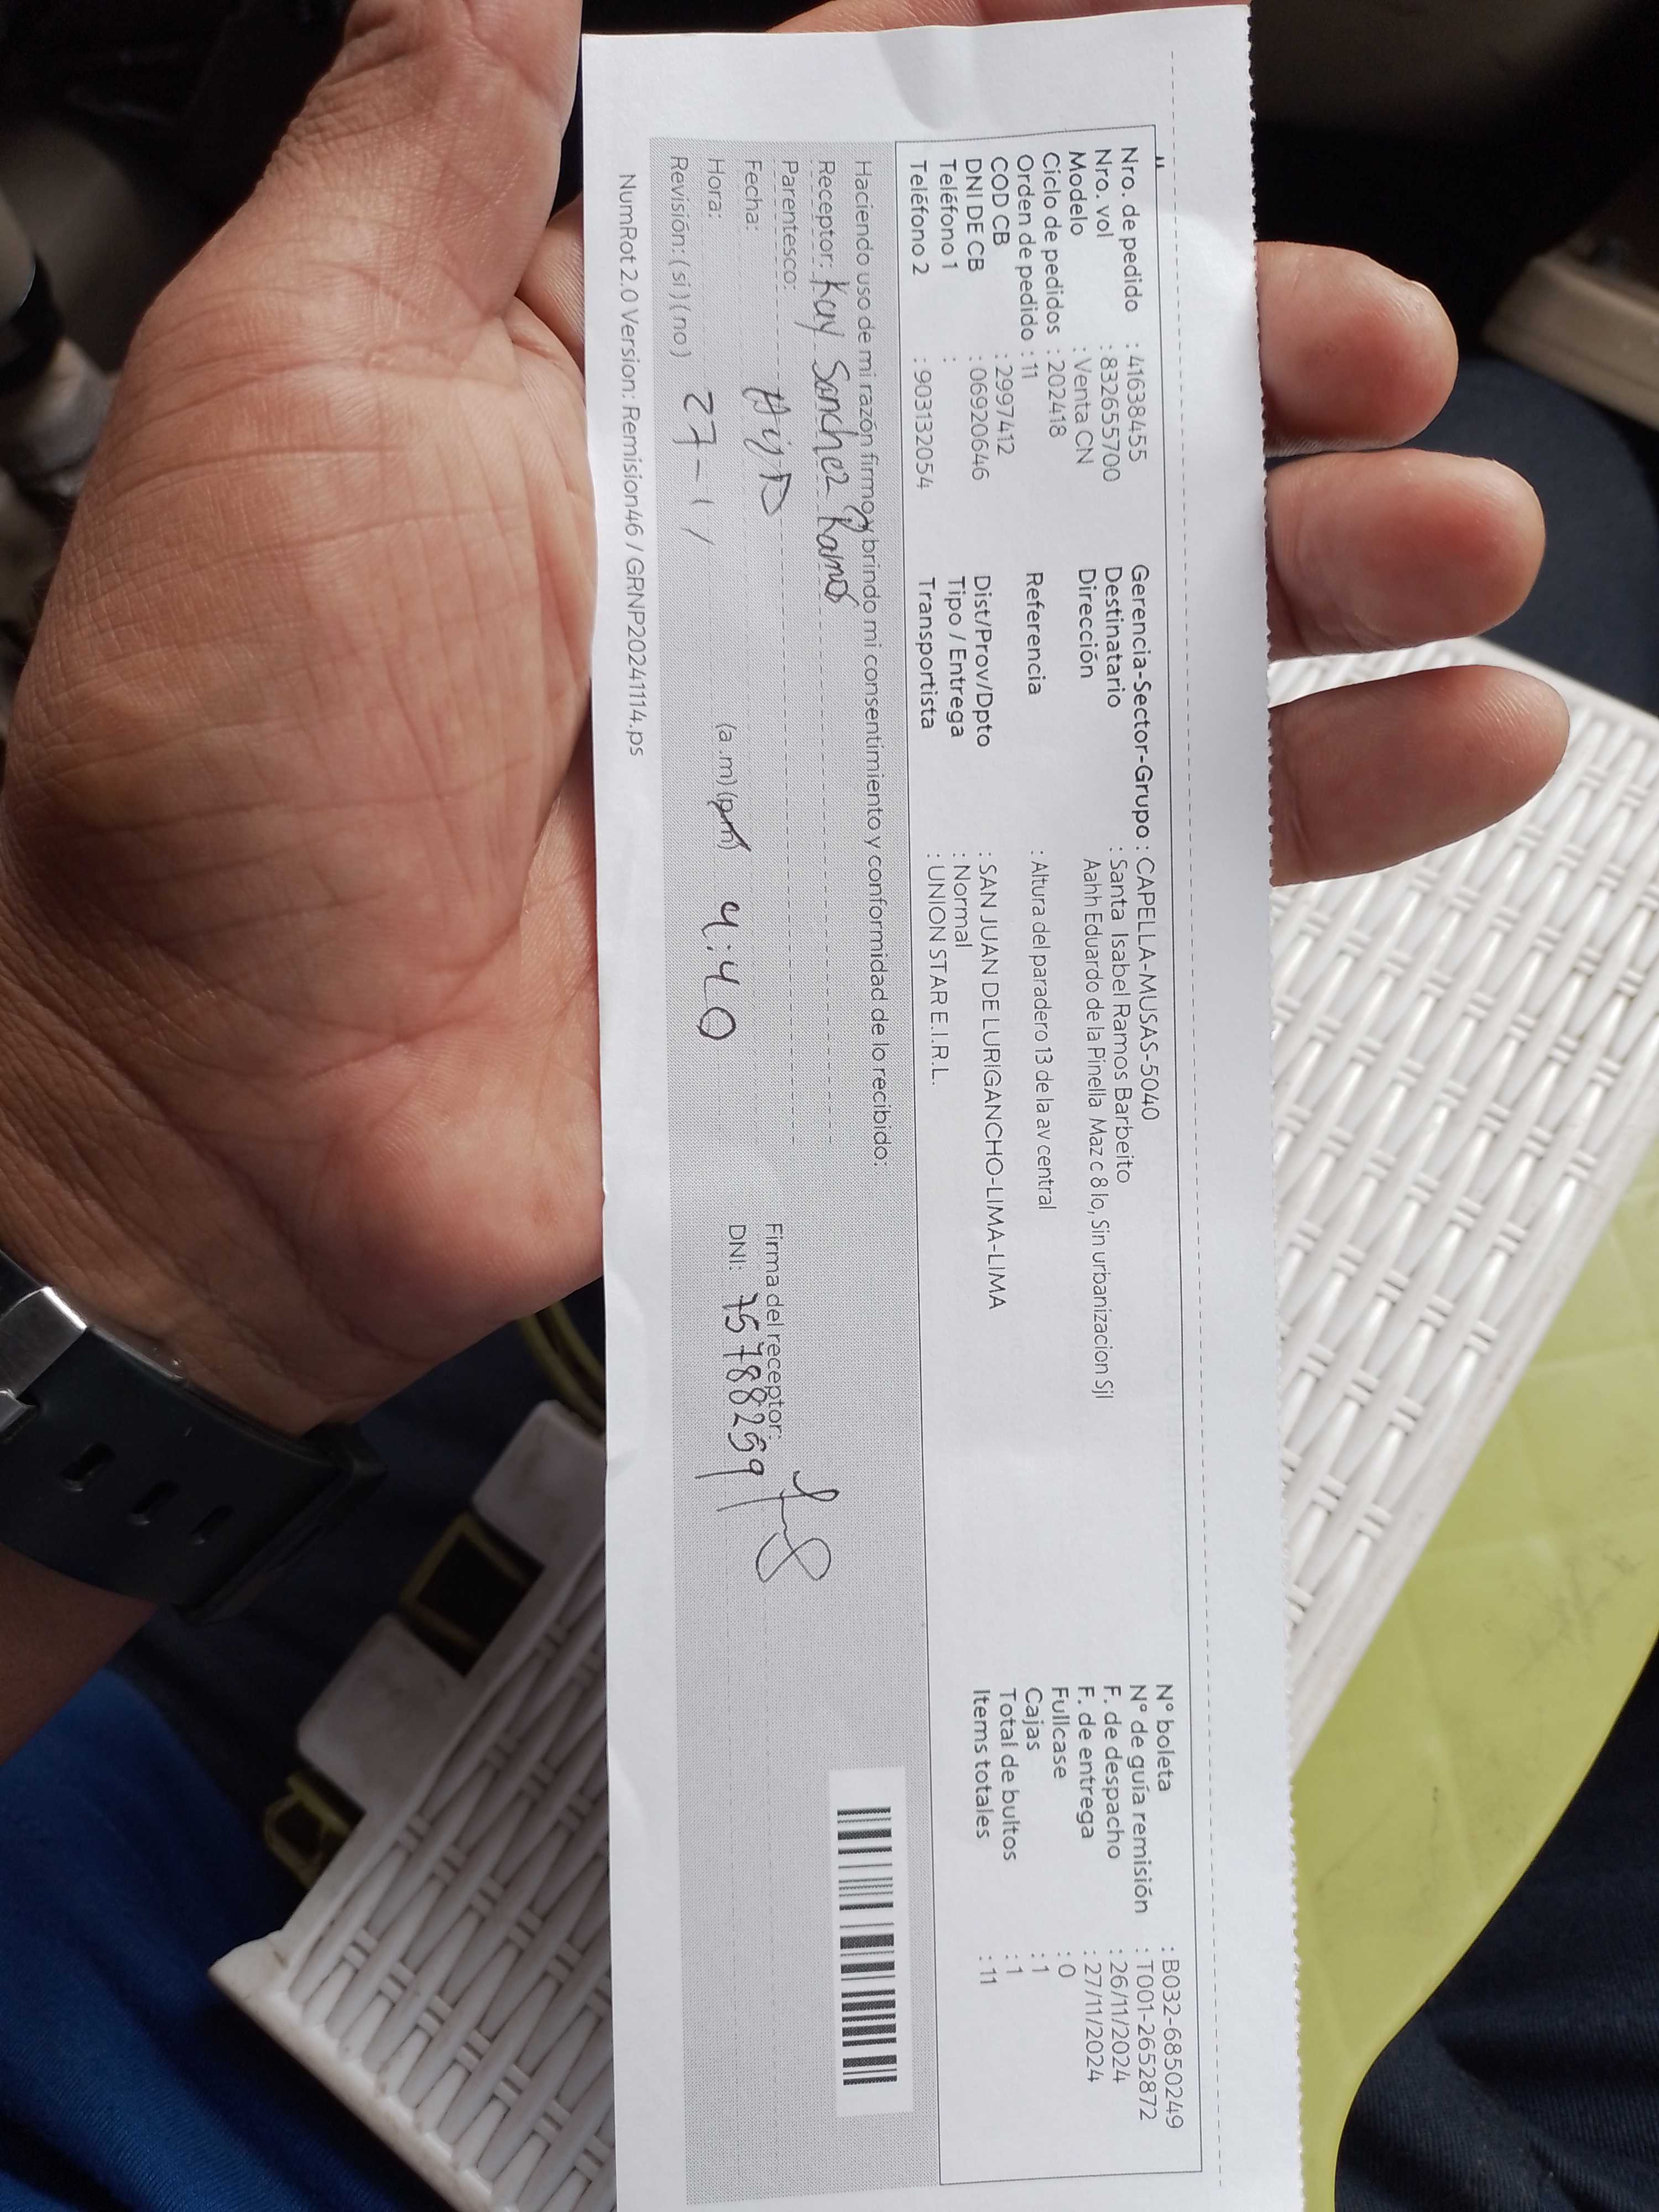 Nro. de pedido : 41638455
Nro. vol : 832655700
Modelo : Venta CN
Ciclo de pedidos : 202418
Orden de pedido : 11
COD CB : 2997412
DNI DE CB : 06920646
Teléfono 1 :
Teléfono 2 : 903132054
Gerencia-Sector-Grupo : CAPELLA-MUSAS-5040
Destinatario : Santa Isabel Ramos Barbeito
Dirección Aahh Eduardo de la Pinella Maz c 8 lo, Sin urbanizacion Sjl
Referencia : Altura del paradero 13 de la av central
Dist/Prov/Dpto : SAN JUAN DE LURIGANCHO-LIMA-LIMA
Tipo / Entrega : Normal
Transportista : UNION STAR E.I.R.L.
N° boleta : B032-6850249
N° de guía remisión : T001-2652872
F. de despacho : 26/11/2024
F. de entrega : 27/11/2024
Fullcase : 0
Cajas : 1
Total de bultos : 1
Items totales : 11
Haciendo uso de mi razón firmo y brindo mi consentimiento y conformidad de lo recibido:
Receptor: Kay Sanchez Ramos
Parentesco:
Fecha:
Hora: (a.m) (pm) 4:40
Revisión: (si) (no) 27-11
Firma del receptor:
DNI: 75788259
NumRot 2.0 Version: Remision46 / GRNP20241114.ps